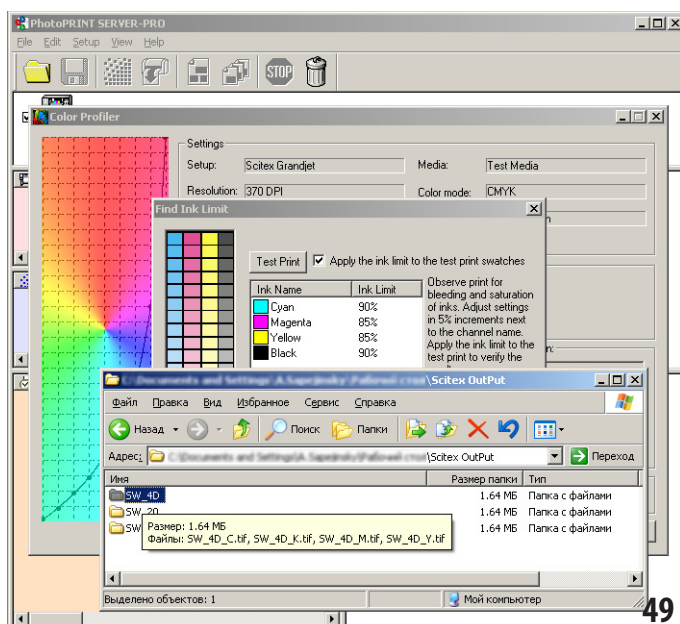 PhotoPRINT SERVER-PRO
File Edit Setup View Help
STOP
Color Profiler
Settings
Setup: Scitex Grandjet Media: Test Media
Resolution: 370 DPI Color mode: CMYK
Find Ink Limit
Test Print Apply the ink limit to the test print swatches
Ink Name Ink Limit
Cyan 90%
Magenta 85%
Yellow 85%
Black 90%
Observe print for
bleeding and saturation
of inks. Adjust settings
in 5% increments next
to the channel name.
Apply the ink limit to the
test print to verify the
\Scitex OutPut
Файл Правка Вид Избранное Сервис Справка
Назад Поиск Папки
Адрес: \Scitex OutPut Переход
Имя Размер папки Тип
SW_4D 1.64 МБ Папка с файлами
SW_20 1.64 МБ Папка с файлами
SW 1.64 МБ Папка с файлами
Размер: 1.64 МБ
Файлы: SW_4D_C.tif, SW_4D_K.tif, SW_4D_M.tif, SW_4D_Y.tif
Выделено объектов: 1 Мой компьютер
49